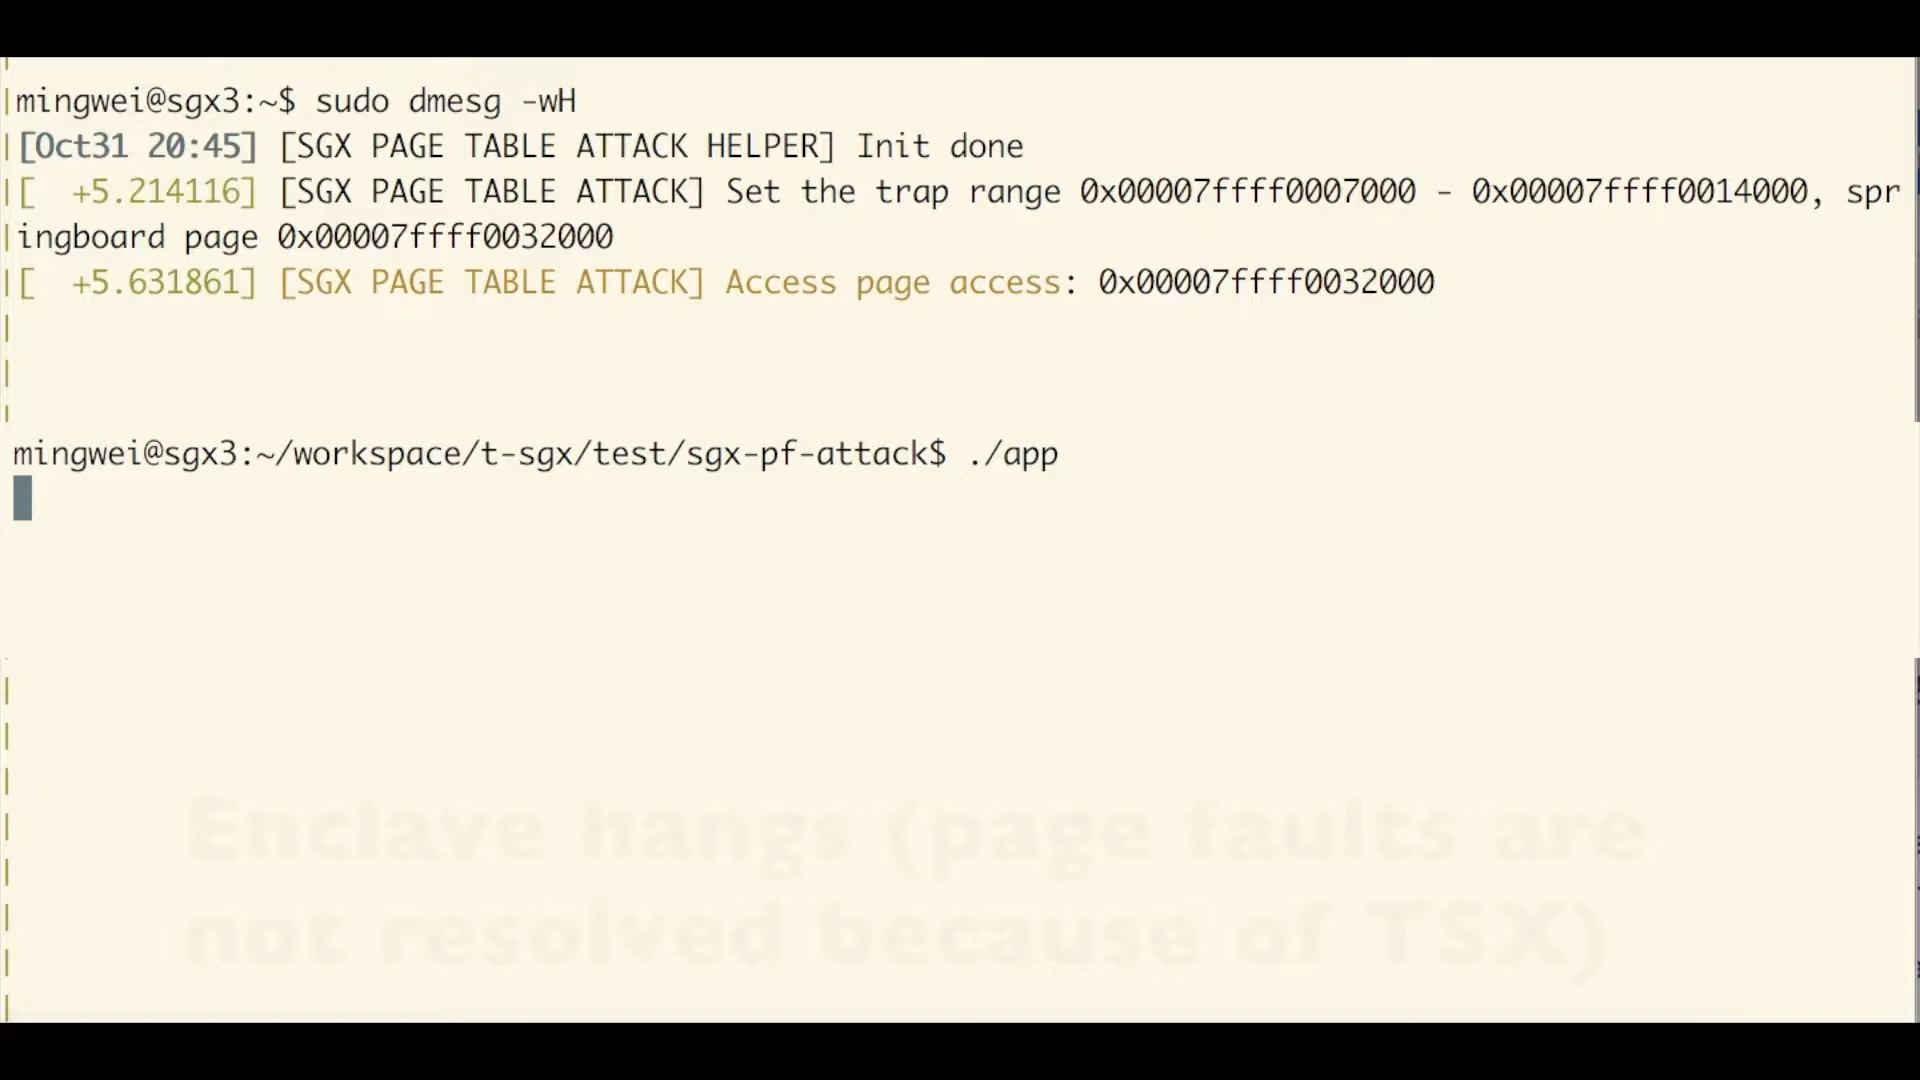 mingwei@sgx3:~$ sudo dmesg -wH
[Oct31 20:45] [SGX PAGE TABLE ATTACK HELPER] Init done
[  +5.214116] [SGX PAGE TABLE ATTACK] Set the trap range 0x00007ffff0007000 - 0x00007ffff0014000, spr
ingboard page 0x00007ffff0032000
[  +5.631861] [SGX PAGE TABLE ATTACK] Access page access: 0x00007ffff0032000
mingwei@sgx3:~/workspace/t-sgx/test/sgx-pf-attack$ ./app
Enclave hangs (page faults are
not resolved because of TSX)